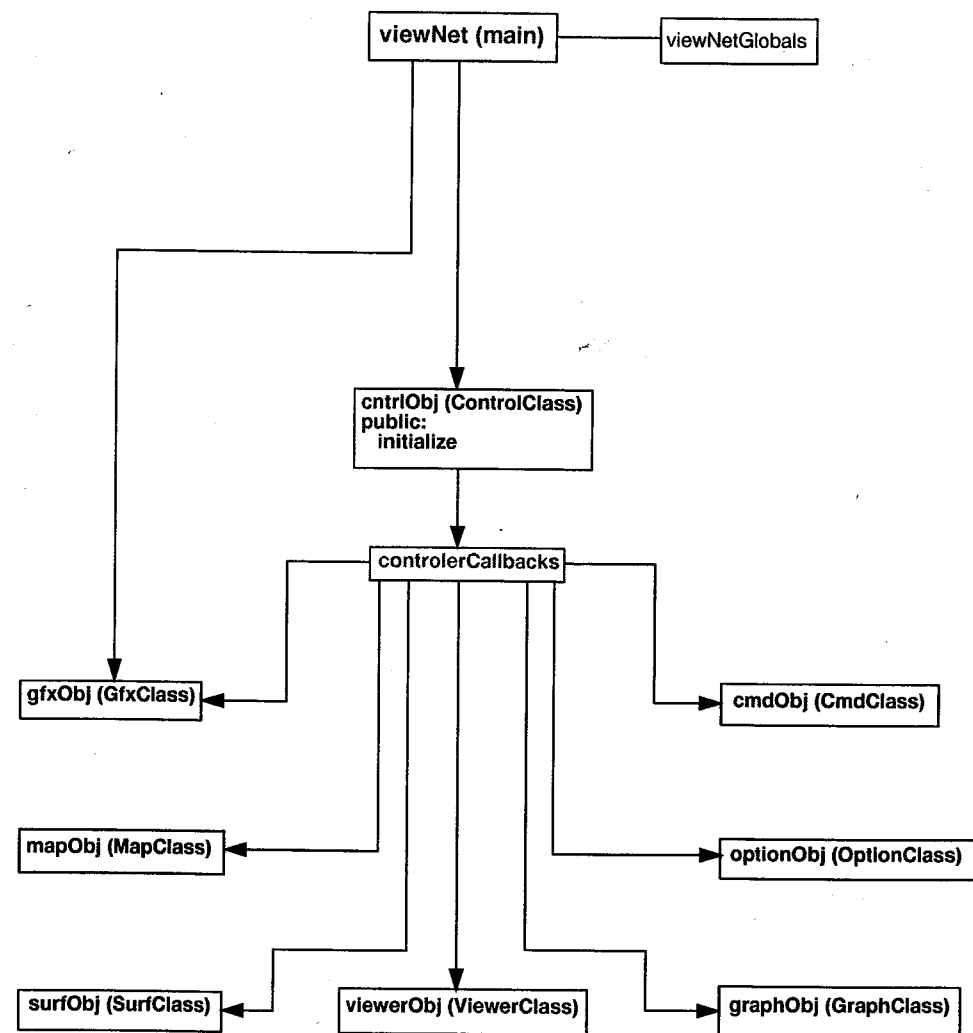 viewNet (main)
viewNetGlobals
cntrlObj (ControlClass)
public:
initialize
controlerCallbacks
gfxObj (GfxClass)
cmdObj (CmdClass)
mapObj (MapClass)
optionObj (OptionClass)
surfObj (SurfClass)
viewerObj (ViewerClass)
graphObj (GraphClass)